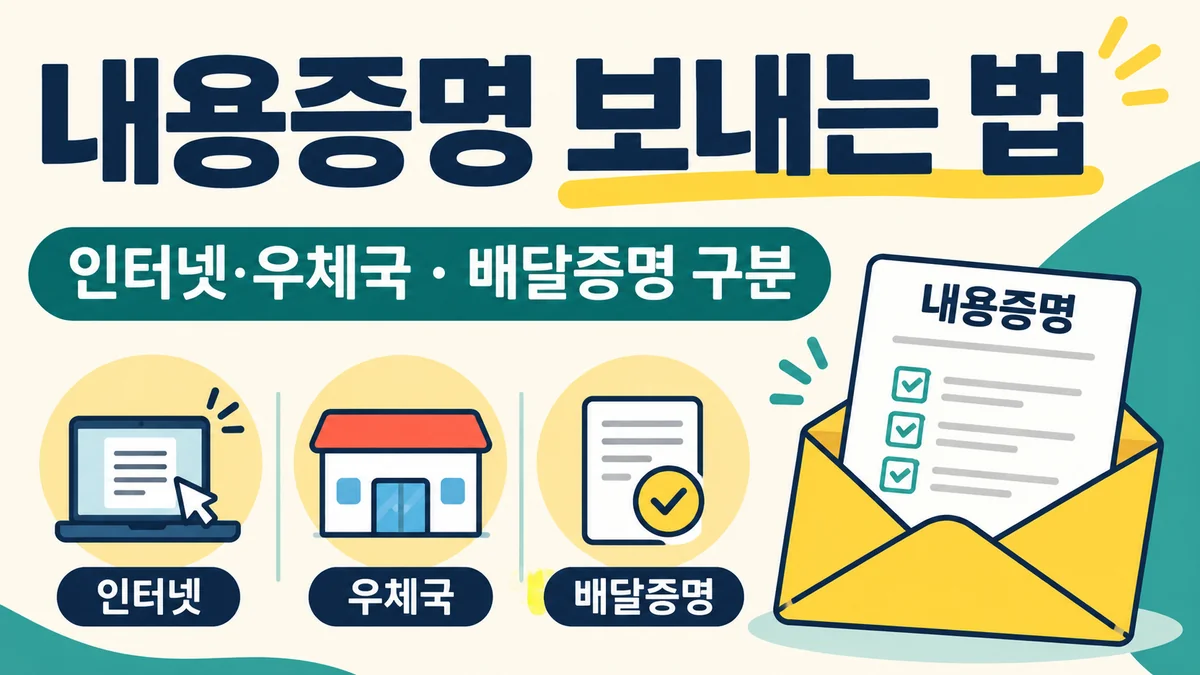 내용증명 보내는 법
인터넷·우체국 · 배달증명 구분
내용증명
인터넷
우체국
배달증명